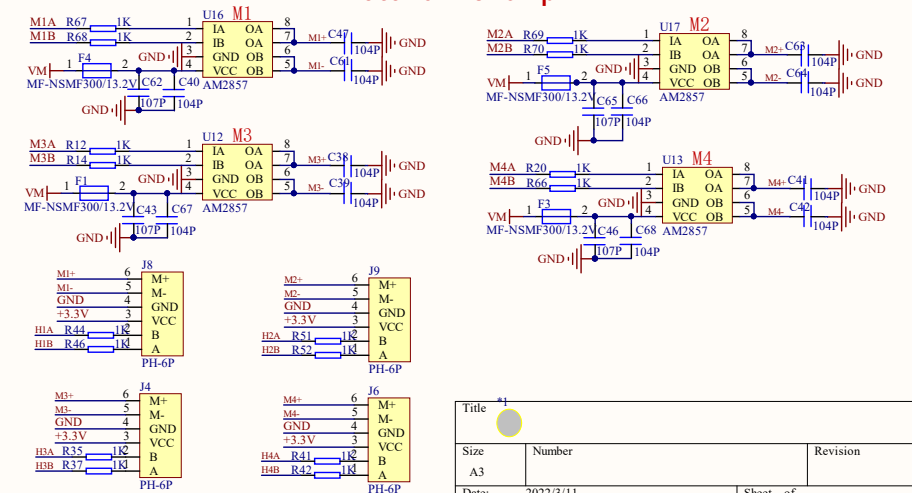 U16 M1
M1A R67 1K 1 IA OA 8
M1B R68 1K 2 IB OA 7 M1+ C47 104P GND
GND 3 GND OB 6
VM 1 F4 2 4 VCC OB 5 M1- C61 104P GND
MF-NSMF300/13.2V C62 C40 AM2857
107P 104P
GND
U17 M2
M2A R69 1K 1 IA OA 8
M2B R70 1K 2 IB OA 7 M2+ C63 104P GND
GND 3 GND OB 6
VM 1 F5 2 4 VCC OB 5 M2- C64 104P GND
MF-NSMF300/13.2V C65 C66 AM2857
107P 104P
GND
U12 M3
M3A R12 1K 1 IA OA 8
M3B R14 1K 2 IB OA 7 M3+ C38 104P GND
GND 3 GND OB 6
VM 1 F1 2 4 VCC OB 5 M3- C39 104P GND
MF-NSMF300/13.2V C43 C67 AM2857
107P 104P
GND
U13 M4
M4A R20 1K 1 IA OA 8
M4B R66 1K 2 IB OA 7 M4+ C41 104P GND
GND 3 GND OB 6
VM 1 F3 2 4 VCC OB 5 M4- C42 104P GND
MF-NSMF300/13.2V C46 C68 AM2857
107P 104P
GND
J8
M1+ 6 M+
M1- 5 M-
GND 4 GND
+3.3V 3 VCC
H1A R44 1K 2 B
H1B R46 1K 1 A
PH-6P
J9
M2+ 6 M+
M2- 5 M-
GND 4 GND
+3.3V 3 VCC
H2A R51 1K 2 B
H2B R52 1K 1 A
PH-6P
J4
M3+ 6 M+
M3- 5 M-
GND 4 GND
+3.3V 3 VCC
H3A R35 1K 2 B
H3B R37 1K 1 A
PH-6P
J6
M4+ 6 M+
M4- 5 M-
GND 4 GND
+3.3V 3 VCC
H4A R41 1K 2 B
H4B R42 1K 1 A
PH-6P
Title *1
Size Number Revision
A3
Date: 2022/3/11 Sheet of